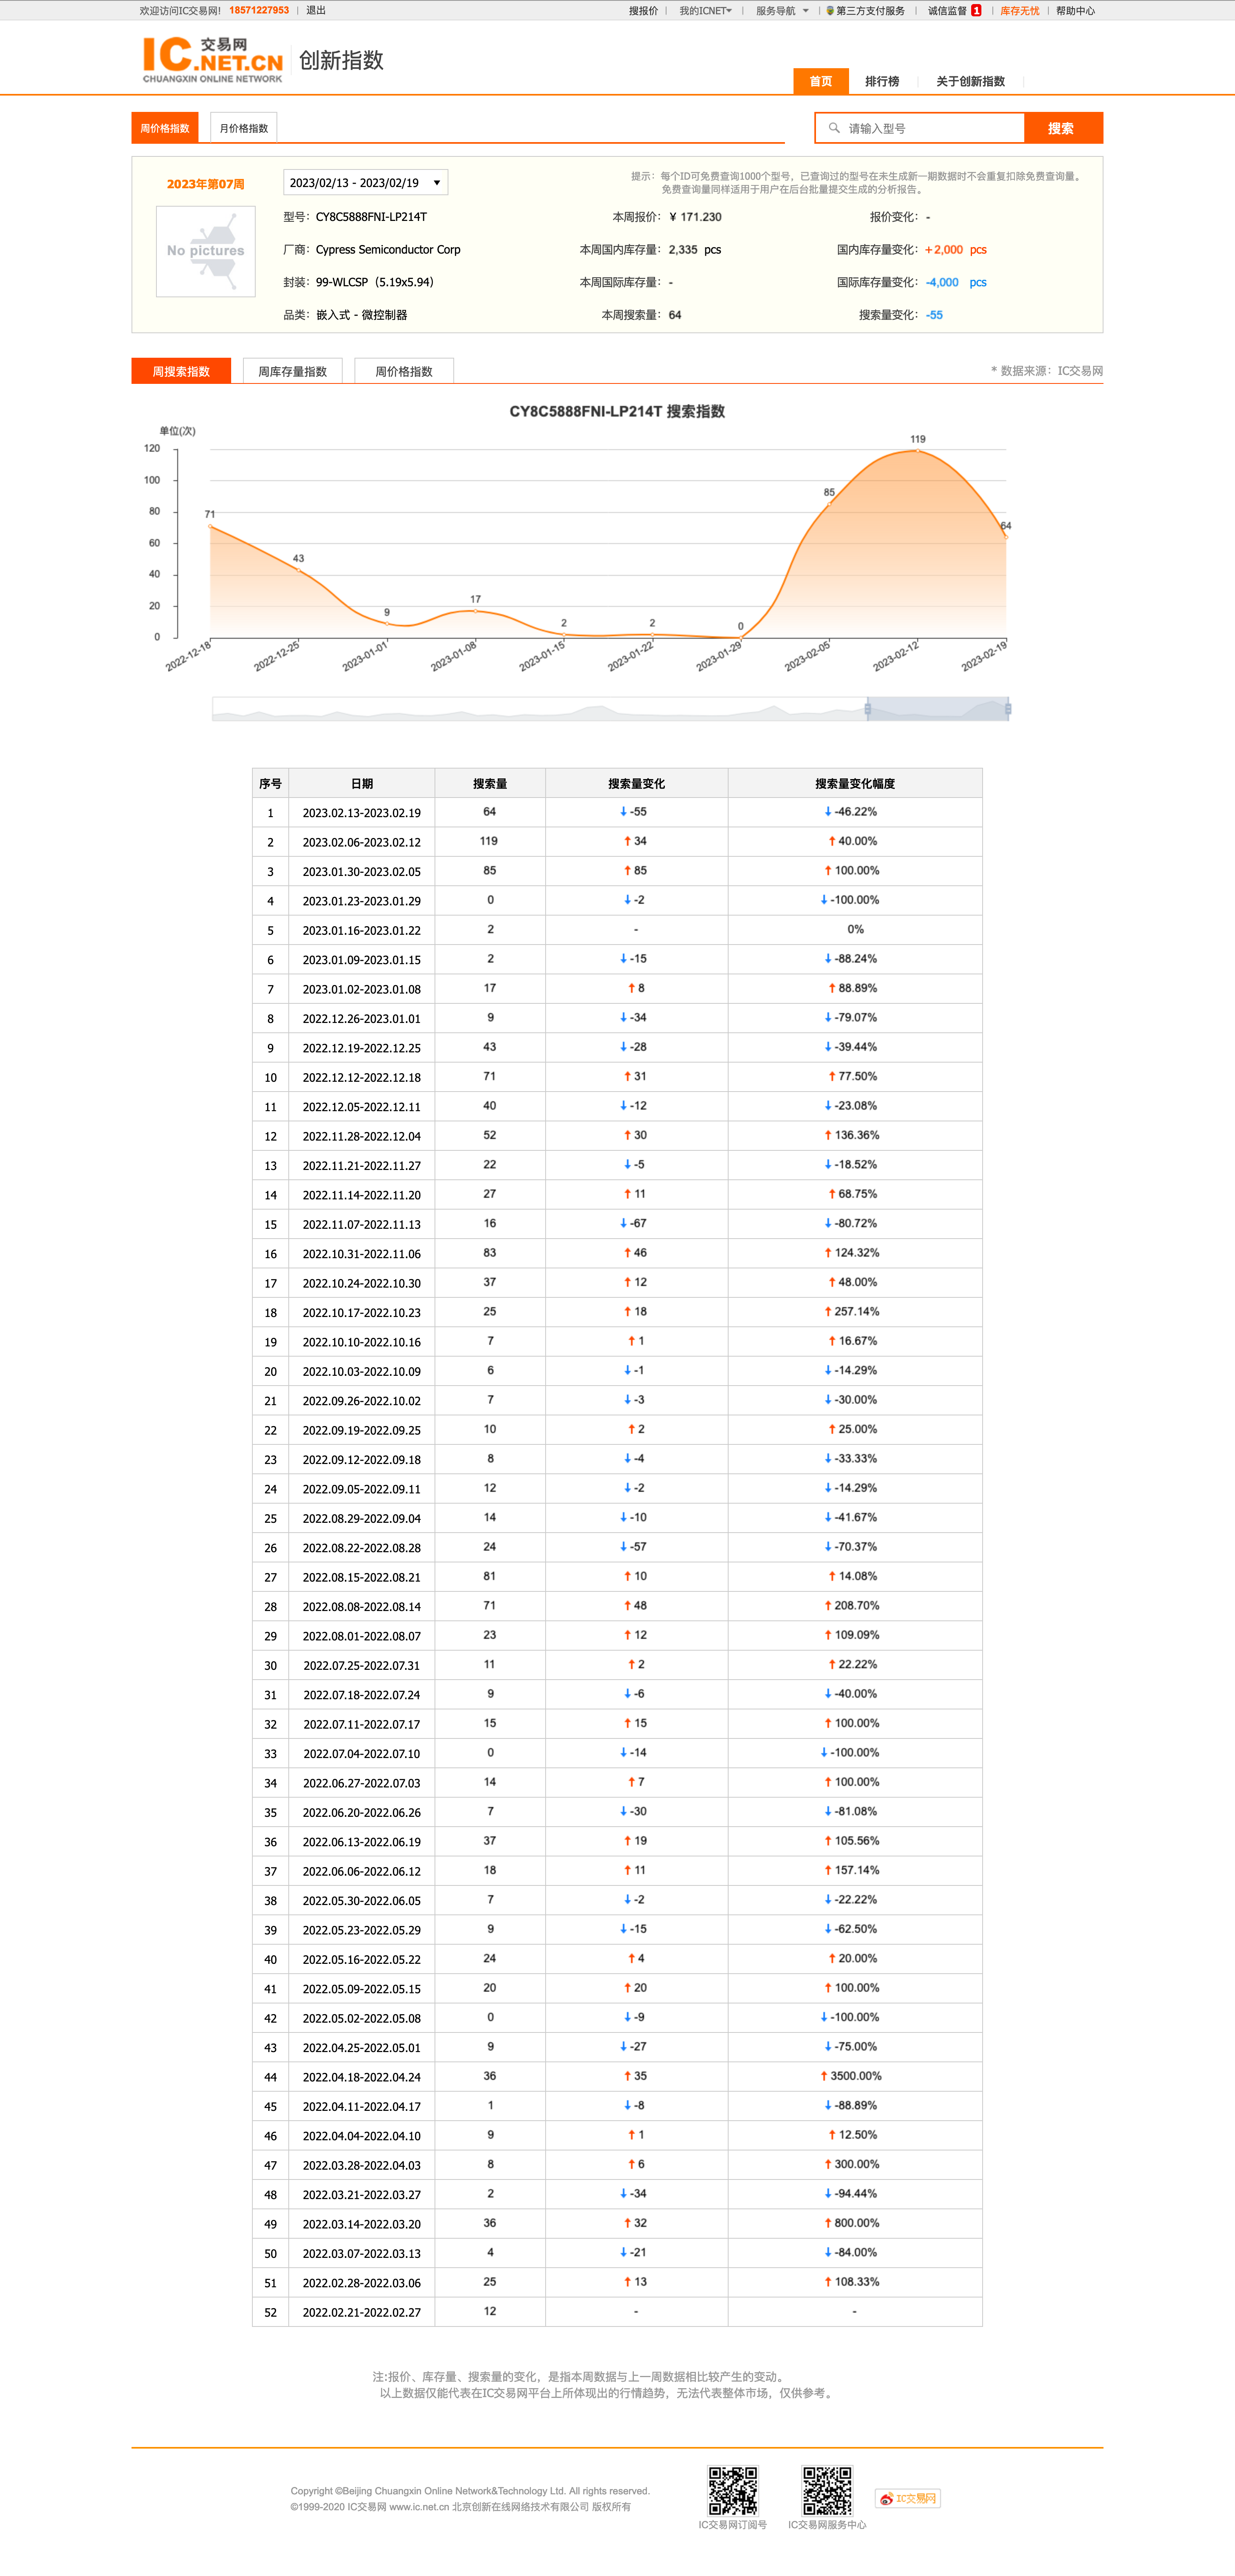 欢迎访问IC交易网! 18571227953 | 退出 搜报价 | 我的ICNET | 服务导航 | 第三方支付服务 | 诚信监督 1 | 库存无忧 | 帮助中心
IC 交易网 .NET.CN 创新指数
CHUANGXIN ONLINE NETWORK
首页 排行榜 关于创新指数
周价格指数 月价格指数 请输入型号 搜索
2023年第07周 2023/02/13 - 2023/02/19
提示：每个ID可免费查询1000个型号，已查询过的型号在未生成新一期数据时不会重复扣除免费查询量。
免费查询量同样适用于用户在后台批量提交生成的分析报告。
No pictures
型号：CY8C5888FNI-LP214T 本周报价：¥ 171.230 报价变化：-
厂商：Cypress Semiconductor Corp 本周国内库存量：2,335 pcs 国内库存量变化：+2,000 pcs
封装：99-WLCSP（5.19x5.94） 本周国际库存量：- 国际库存量变化：-4,000 pcs
品类：嵌入式 - 微控制器 本周搜索量：64 搜索量变化：-55
周搜索指数 周库存量指数 周价格指数 * 数据来源：IC交易网
CY8C5888FNI-LP214T 搜索指数
单位(次)
120
100
80
60
40
20
0
71 43 9 17 2 2 0 85 119 64
2022-12-18 2022-12-25 2023-01-01 2023-01-08 2023-01-15 2023-01-22 2023-01-29 2023-02-05 2023-02-12 2023-02-19
序号 日期 搜索量 搜索量变化 搜索量变化幅度
1 2023.02.13-2023.02.19 64 ↓-55 ↓-46.22%
2 2023.02.06-2023.02.12 119 ↑34 ↑40.00%
3 2023.01.30-2023.02.05 85 ↑85 ↑100.00%
4 2023.01.23-2023.01.29 0 ↓-2 ↓-100.00%
5 2023.01.16-2023.01.22 2 - 0%
6 2023.01.09-2023.01.15 2 ↓-15 ↓-88.24%
7 2023.01.02-2023.01.08 17 ↑8 ↑88.89%
8 2022.12.26-2023.01.01 9 ↓-34 ↓-79.07%
9 2022.12.19-2022.12.25 43 ↓-28 ↓-39.44%
10 2022.12.12-2022.12.18 71 ↑31 ↑77.50%
11 2022.12.05-2022.12.11 40 ↓-12 ↓-23.08%
12 2022.11.28-2022.12.04 52 ↑30 ↑136.36%
13 2022.11.21-2022.11.27 22 ↓-5 ↓-18.52%
14 2022.11.14-2022.11.20 27 ↑11 ↑68.75%
15 2022.11.07-2022.11.13 16 ↓-67 ↓-80.72%
16 2022.10.31-2022.11.06 83 ↑46 ↑124.32%
17 2022.10.24-2022.10.30 37 ↑12 ↑48.00%
18 2022.10.17-2022.10.23 25 ↑18 ↑257.14%
19 2022.10.10-2022.10.16 7 ↑1 ↑16.67%
20 2022.10.03-2022.10.09 6 ↓-1 ↓-14.29%
21 2022.09.26-2022.10.02 7 ↓-3 ↓-30.00%
22 2022.09.19-2022.09.25 10 ↑2 ↑25.00%
23 2022.09.12-2022.09.18 8 ↓-4 ↓-33.33%
24 2022.09.05-2022.09.11 12 ↓-2 ↓-14.29%
25 2022.08.29-2022.09.04 14 ↓-10 ↓-41.67%
26 2022.08.22-2022.08.28 24 ↓-57 ↓-70.37%
27 2022.08.15-2022.08.21 81 ↑10 ↑14.08%
28 2022.08.08-2022.08.14 71 ↑48 ↑208.70%
29 2022.08.01-2022.08.07 23 ↑12 ↑109.09%
30 2022.07.25-2022.07.31 11 ↑2 ↑22.22%
31 2022.07.18-2022.07.24 9 ↓-6 ↓-40.00%
32 2022.07.11-2022.07.17 15 ↑15 ↑100.00%
33 2022.07.04-2022.07.10 0 ↓-14 ↓-100.00%
34 2022.06.27-2022.07.03 14 ↑7 ↑100.00%
35 2022.06.20-2022.06.26 7 ↓-30 ↓-81.08%
36 2022.06.13-2022.06.19 37 ↑19 ↑105.56%
37 2022.06.06-2022.06.12 18 ↑11 ↑157.14%
38 2022.05.30-2022.06.05 7 ↓-2 ↓-22.22%
39 2022.05.23-2022.05.29 9 ↓-15 ↓-62.50%
40 2022.05.16-2022.05.22 24 ↑4 ↑20.00%
41 2022.05.09-2022.05.15 20 ↑20 ↑100.00%
42 2022.05.02-2022.05.08 0 ↓-9 ↓-100.00%
43 2022.04.25-2022.05.01 9 ↓-27 ↓-75.00%
44 2022.04.18-2022.04.24 36 ↑35 ↑3500.00%
45 2022.04.11-2022.04.17 1 ↓-8 ↓-88.89%
46 2022.04.04-2022.04.10 9 ↑1 ↑12.50%
47 2022.03.28-2022.04.03 8 ↑6 ↑300.00%
48 2022.03.21-2022.03.27 2 ↓-34 ↓-94.44%
49 2022.03.14-2022.03.20 36 ↑32 ↑800.00%
50 2022.03.07-2022.03.13 4 ↓-21 ↓-84.00%
51 2022.02.28-2022.03.06 25 ↑13 ↑108.33%
52 2022.02.21-2022.02.27 12 - -
注:报价、库存量、搜索量的变化，是指本周数据与上一周数据相比较产生的变动。
以上数据仅能代表在IC交易网平台上所体现出的行情趋势，无法代表整体市场，仅供参考。
Copyright ©Beijing Chuangxin Online Network&Technology Ltd. All rights reserved.
©1999-2020 IC交易网 www.ic.net.cn 北京创新在线网络技术有限公司 版权所有
IC交易网订阅号 IC交易网服务中心 IC交易网